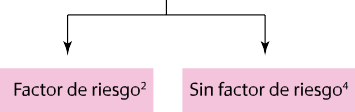 Factor de riesgo²
Sin factor de riesgo⁴